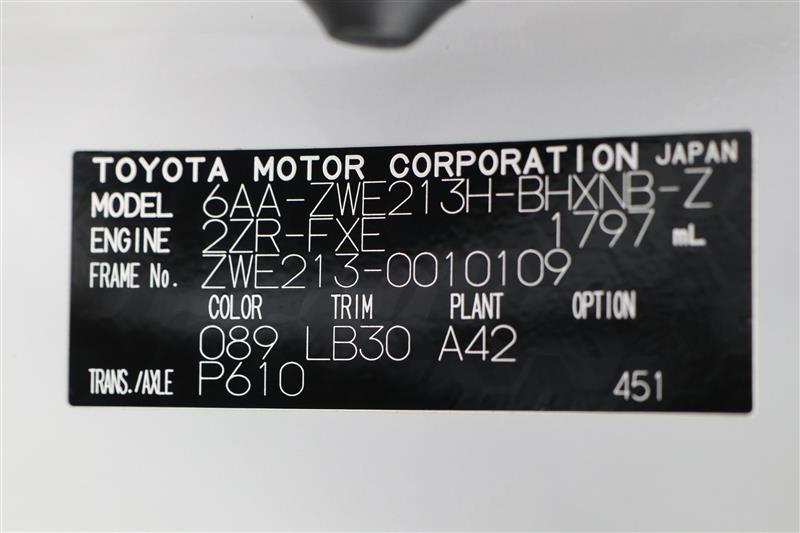 TOYOTA MOTOR CORPORATION JAPAN
MODEL 6AA-ZWE213H-BHXNB-Z
ENGINE 2ZR-FXE 1797 mL
FRAME No. ZWE213-0010109
COLOR TRIM PLANT OPTION
089 LB30 A42
TRANS./AXLE P610 451